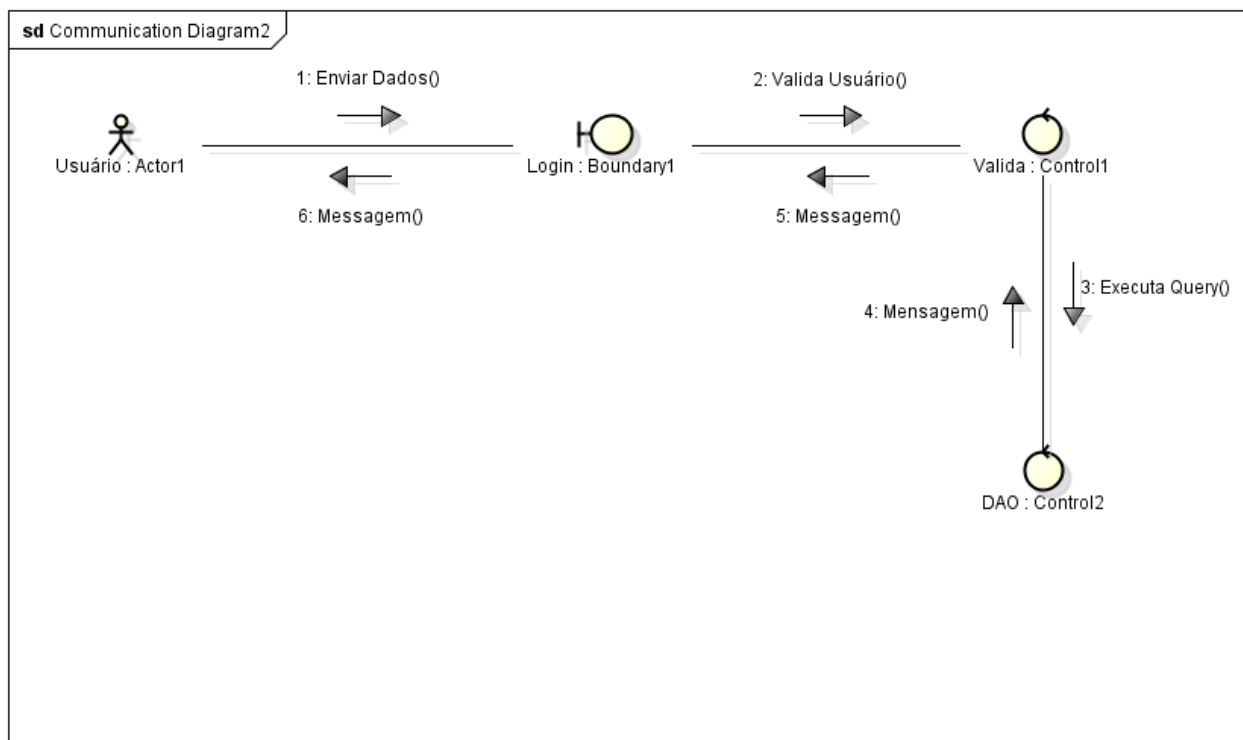 sd Communication Diagram2
1: Enviar Dados()
2: Valida Usuário()
Usuário : Actor1
Login : Boundary1
Valida : Control1
6: Messagem()
5: Messagem()
3: Executa Query()
4: Mensagem()
DAO : Control2